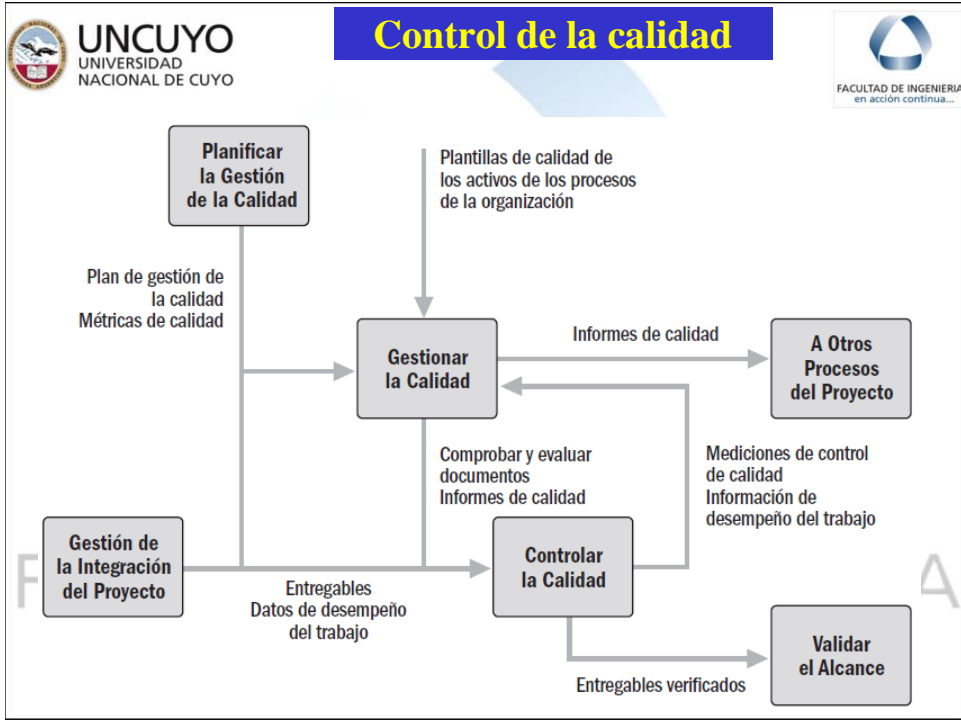 UNCUYO
UNIVERSIDAD
NACIONAL DE CUYO
Control de la calidad
FACULTAD DE INGENIERIA
en acción continua...
Planificar
la Gestión
de la Calidad
Plantillas de calidad de
los activos de los procesos
de la organización
Plan de gestión de
la calidad
Métricas de calidad
Gestionar
la Calidad
Informes de calidad
A Otros
Procesos
del Proyecto
Comprobar y evaluar
documentos
Informes de calidad
Mediciones de control
de calidad
Información de
desempeño del trabajo
Gestión de
la Integración
del Proyecto
Entregables
Datos de desempeño
del trabajo
Controlar
la Calidad
Entregables verificados
Validar
el Alcance
F
A